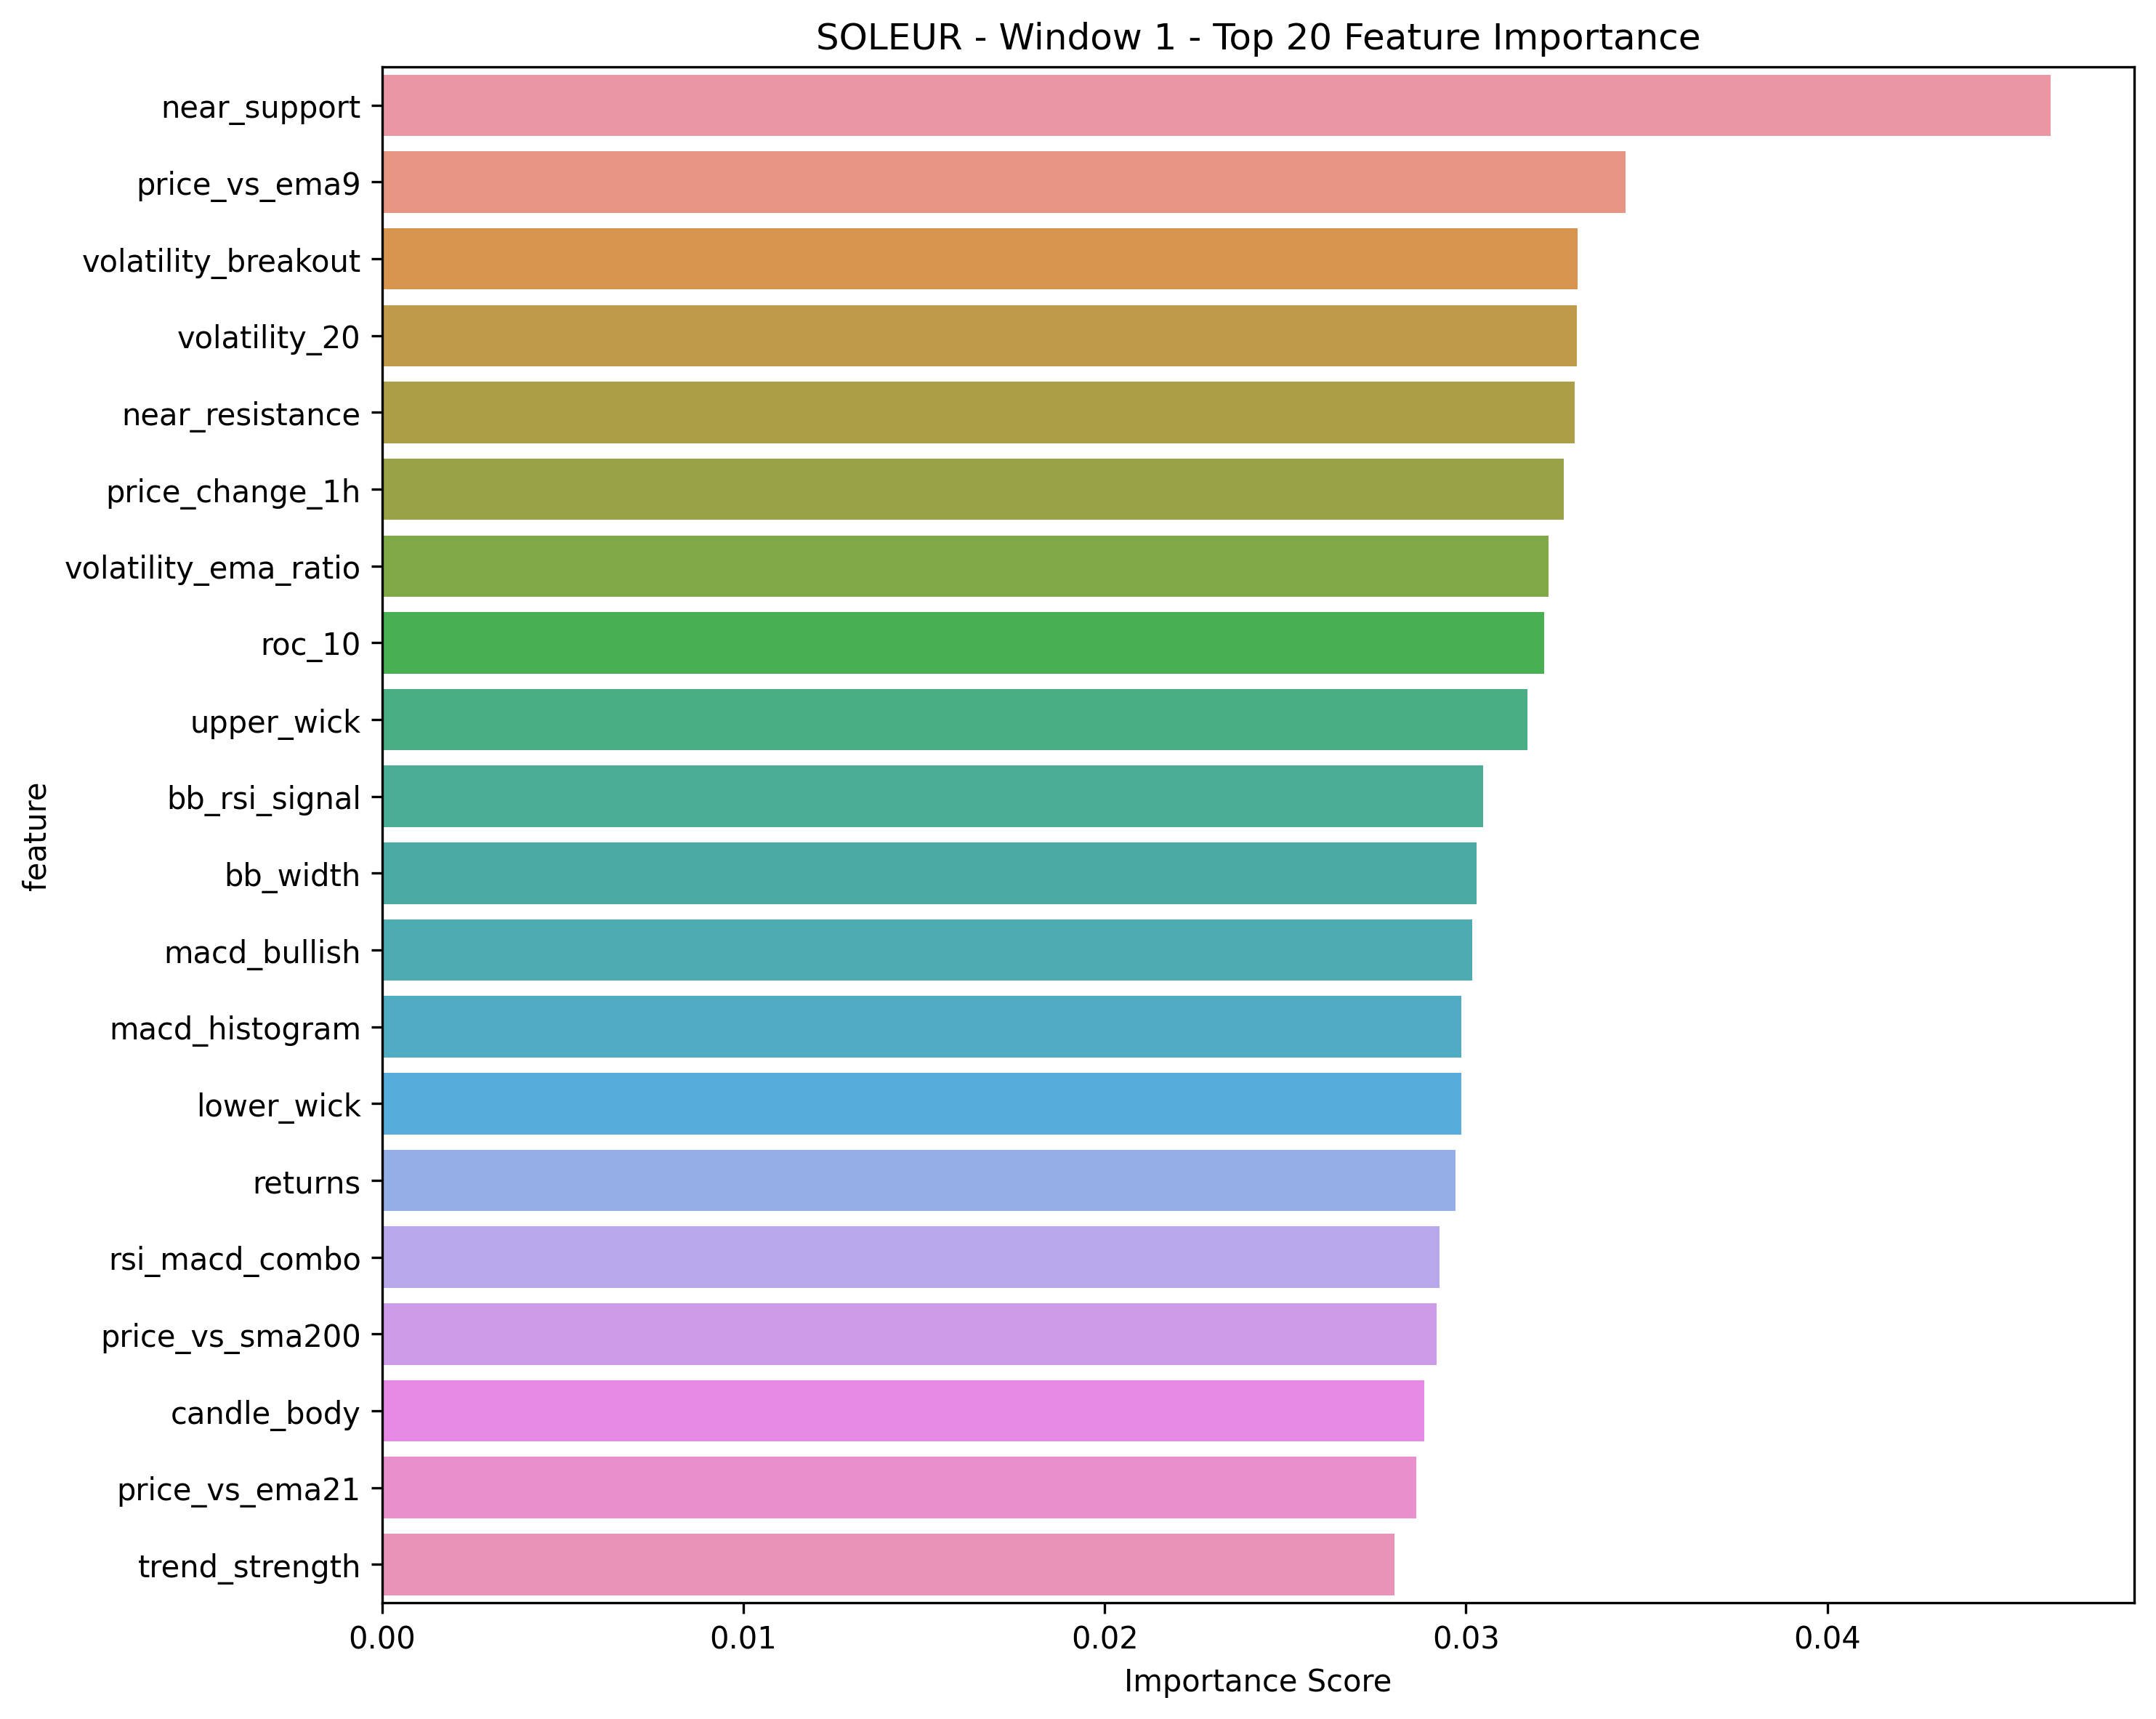 SOLEUR - Window 1 - Top 20 Feature Importance
near_support
price_vs_ema9
volatility_breakout
volatility_20
near_resistance
price_change_1h
volatility_ema_ratio
roc_10
upper_wick
bb_rsi_signal
bb_width
macd_bullish
macd_histogram
lower_wick
returns
rsi_macd_combo
price_vs_sma200
candle_body
price_vs_ema21
trend_strength
feature
0.00 0.01 0.02 0.03 0.04
Importance Score